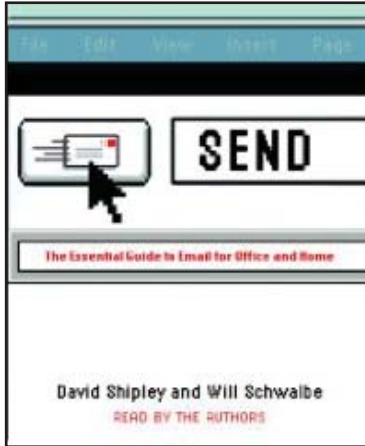 File Edit View Insert Page
SEND
The Essential Guide to Email for Office and Home
David Shipley and Will Schwalbe
READ BY THE AUTHORS